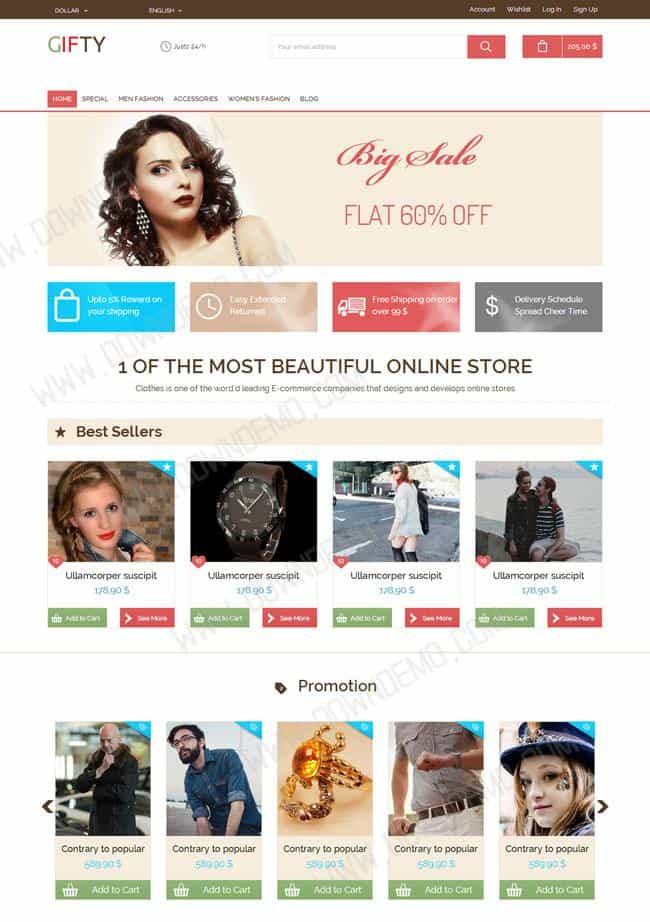 DOLLAR
ENGLISH
Account Wishlist Log In Sign Up
GIFTY
Justo 24/h
Your email address
205,00 $
HOME SPECIAL MEN FASHION ACCESSORIES WOMEN'S FASHION BLOG
Big Sale
FLAT 60% OFF
Upto 5% Reward on
your shipping
Easy Extended
Returned
Free Shipping on order
over 99 $
$
Delivery Schedule
Spread Cheer Time
1 OF THE MOST BEAUTIFUL ONLINE STORE
Clothes is one of the word'd leading E-commerce companies that designs and develops online stores
Best Sellers
10 10 10 10
Ullamcorper suscipit Ullamcorper suscipit Ullamcorper suscipit Ullamcorper suscipit
178,90 $ 178,90 $ 178,90 $ 178,90 $
Add to Cart See More Add to Cart See More Add to Cart See More Add to Cart See More
Promotion
Contrary to popular Contrary to popular Contrary to popular Contrary to popular Contrary to popular
589,90 $ 589,90 $ 589,90 $ 589,90 $ 589,90 $
Add to Cart Add to Cart Add to Cart Add to Cart Add to Cart
WWW.DOWNDEMO.COM